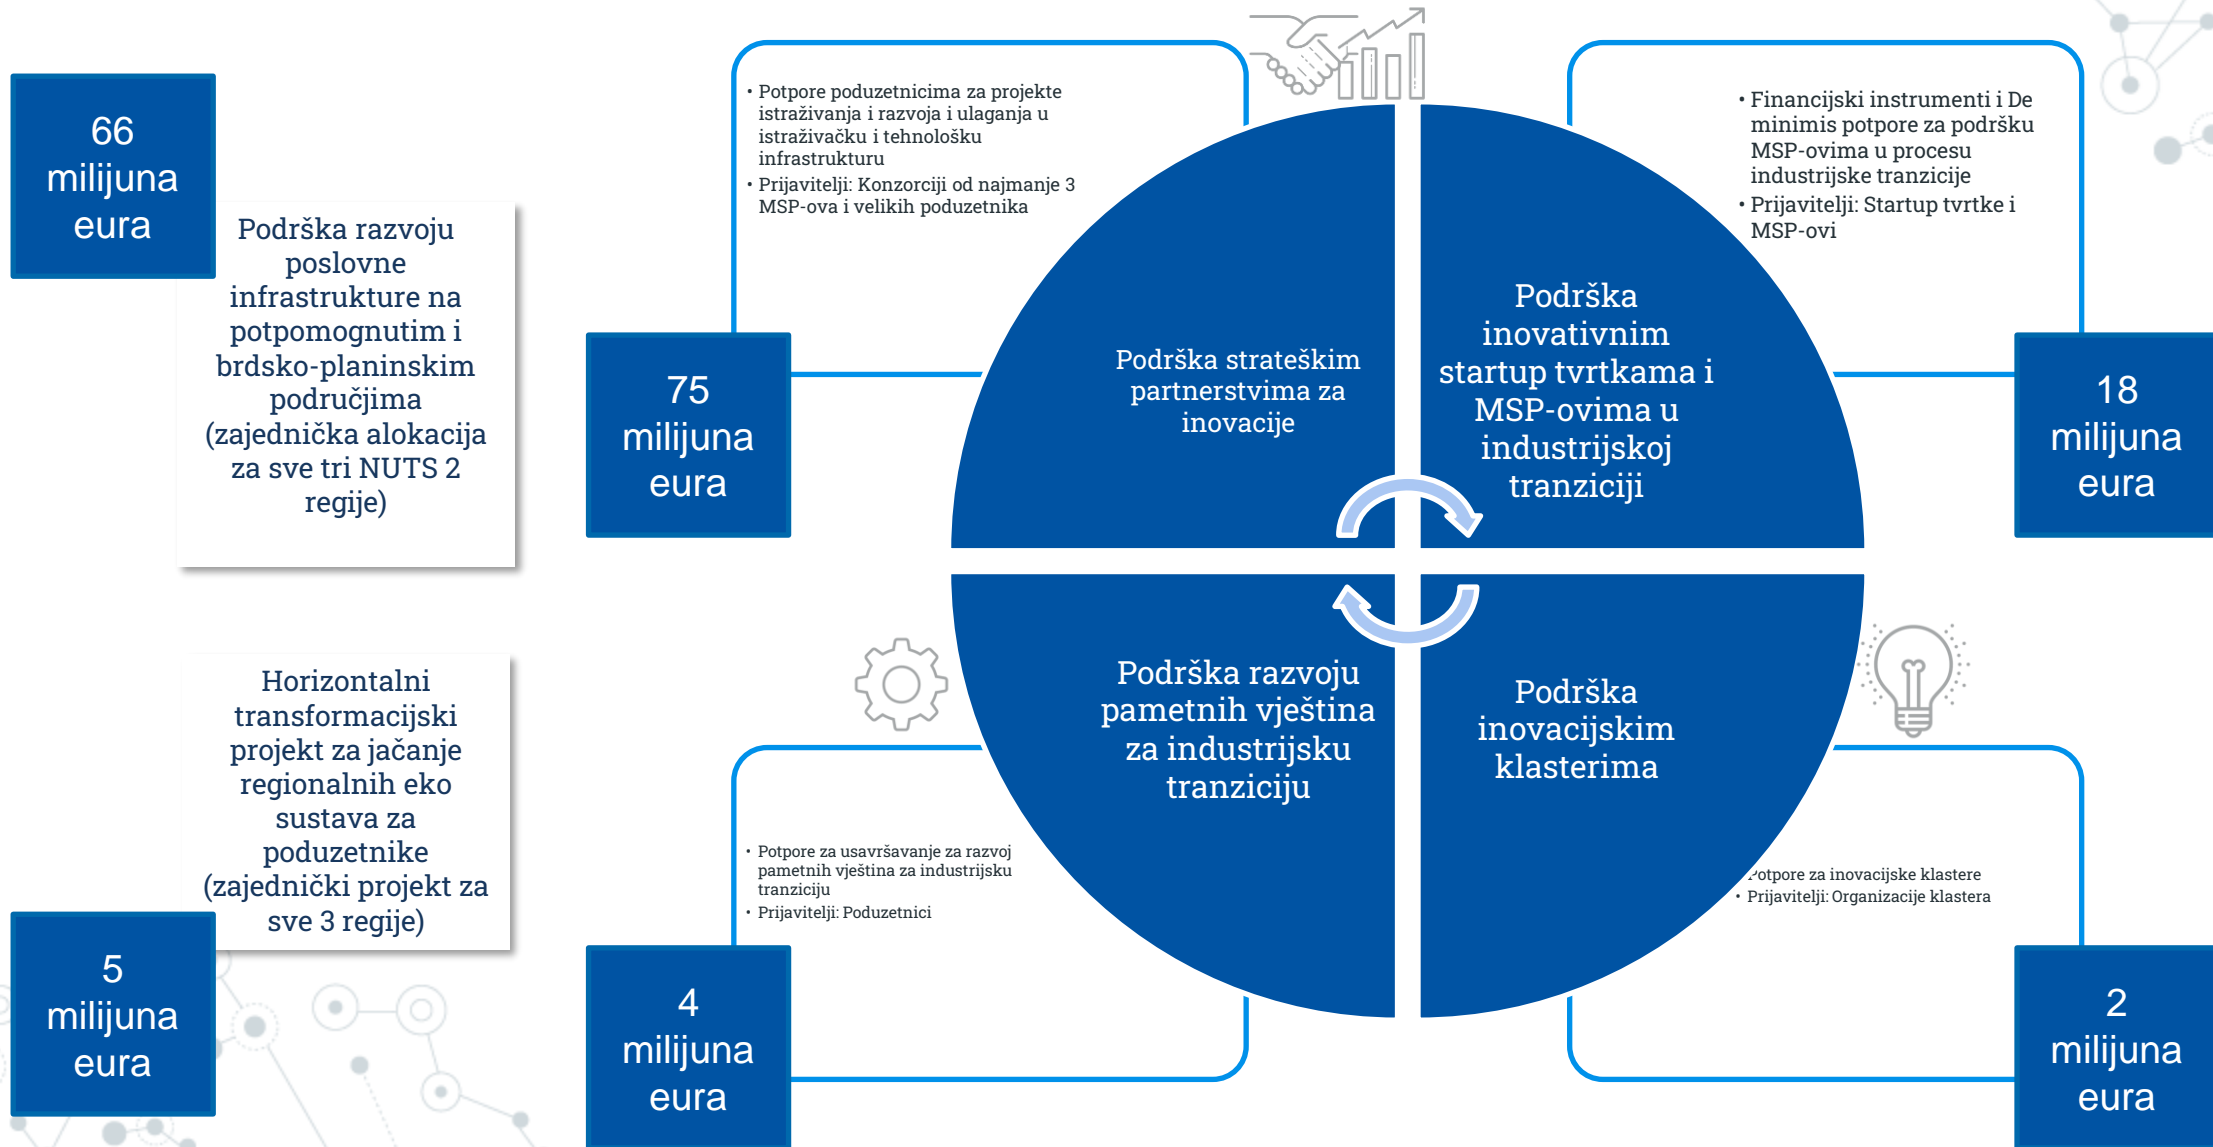 66
milijuna
eura
Podrška razvoju
poslovne
infrastrukture na
potpomognutim i
brdsko-planinskim
područjima
(zajednička alokacija
za sve tri NUTS 2
regije)
Horizontalni
transformacijski
projekt za jačanje
regionalnih eko
sustava za
poduzetnike
(zajednički projekt za
sve 3 regije)
5
milijuna
eura
• Potpore poduzetnicima za projekte
istraživanja i razvoja i ulaganja u
istraživačku i tehnološku
infrastrukturu
• Prijavitelji: Konzorciji od najmanje 3
MSP-ova i velikih poduzetnika
75
milijuna
eura
Podrška strateškim
partnerstvima za
inovacije
• Financijski instrumenti i De
minimis potpore za podršku
MSP-ovima u procesu
industrijske tranzicije
• Prijavitelji: Startup tvrtke i
MSP-ovi
Podrška
inovativnim
startup tvrtkama i
MSP-ovima u
industrijskoj
tranziciji
18
milijuna
eura
Podrška razvoju
pametnih vještina
za industrijsku
tranziciju
• Potpore za usavršavanje za razvoj
pametnih vještina za industrijsku
tranziciju
• Prijavitelji: Poduzetnici
4
milijuna
eura
Podrška
inovacijskim
klasterima
Potpore za inovacijske klastere
• Prijavitelji: Organizacije klastera
2
milijuna
eura